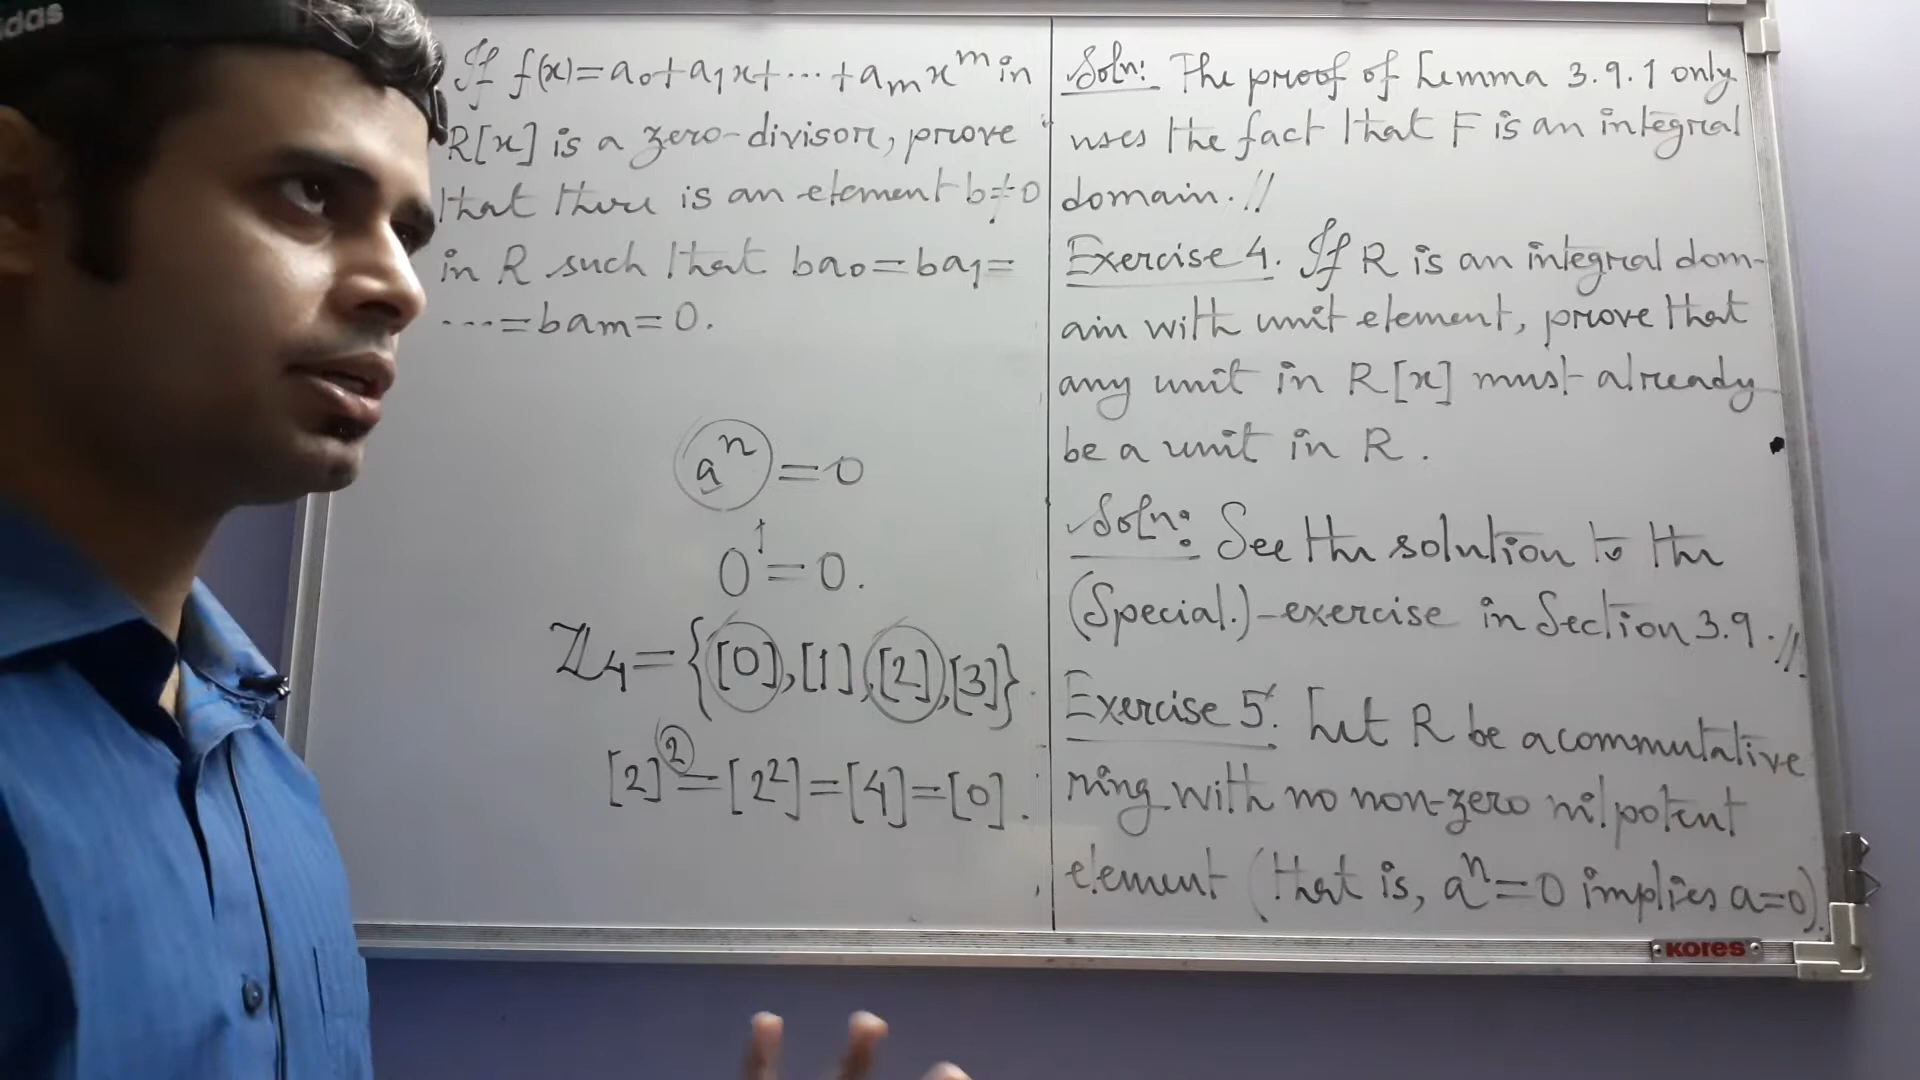 idas
If f(x)=a₀+a₁x+⋯+aₘxᵐ in
R[x] is a zero-divisor, prove
that there is an element b≠0
in R such that ba₀=ba₁=
⋯=baₘ=0.
aⁿ=0
0¹=0.
ℤ₄={[0],[1],[2],[3]}.
[2]²=[2²]=[4]=[0].
Soln: The proof of Lemma 3.9.1 only
uses the fact that F is an integral
domain.//
Exercise 4. If R is an integral dom-
ain with unit element, prove that
any unit in R[x] must already
be a unit in R.
Soln: See the solution to the
(Special.)-exercise in Section 3.9.//
Exercise 5. Let R be a commutative
ring with no non-zero nilpotent
element (that is, aⁿ=0 implies a=0).
KORES